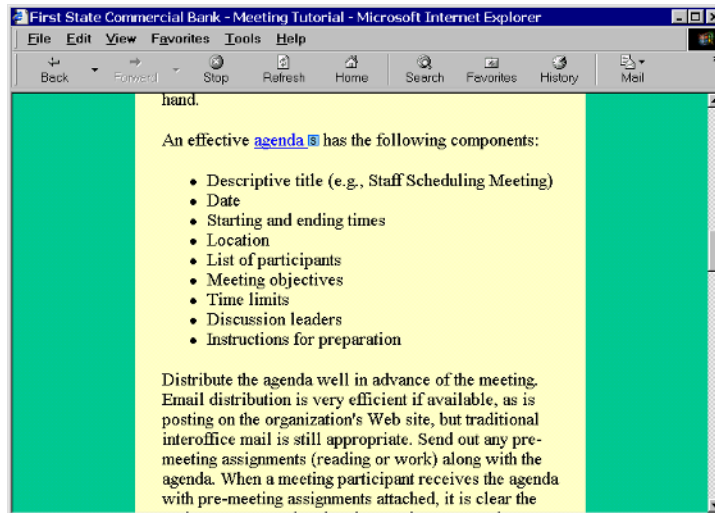 First State Commercial Bank - Meeting Tutorial - Microsoft Internet Explorer
File Edit View Favorites Tools Help
Back Forward Stop Refresh Home Search Favorites History Mail
hand.
An effective agenda S has the following components:
• Descriptive title (e.g., Staff Scheduling Meeting)
• Date
• Starting and ending times
• Location
• List of participants
• Meeting objectives
• Time limits
• Discussion leaders
• Instructions for preparation
Distribute the agenda well in advance of the meeting.
Email distribution is very efficient if available, as is
posting on the organization's Web site, but traditional
interoffice mail is still appropriate. Send out any pre-
meeting assignments (reading or work) along with the
agenda. When a meeting participant receives the agenda
with pre-meeting assignments attached, it is clear the